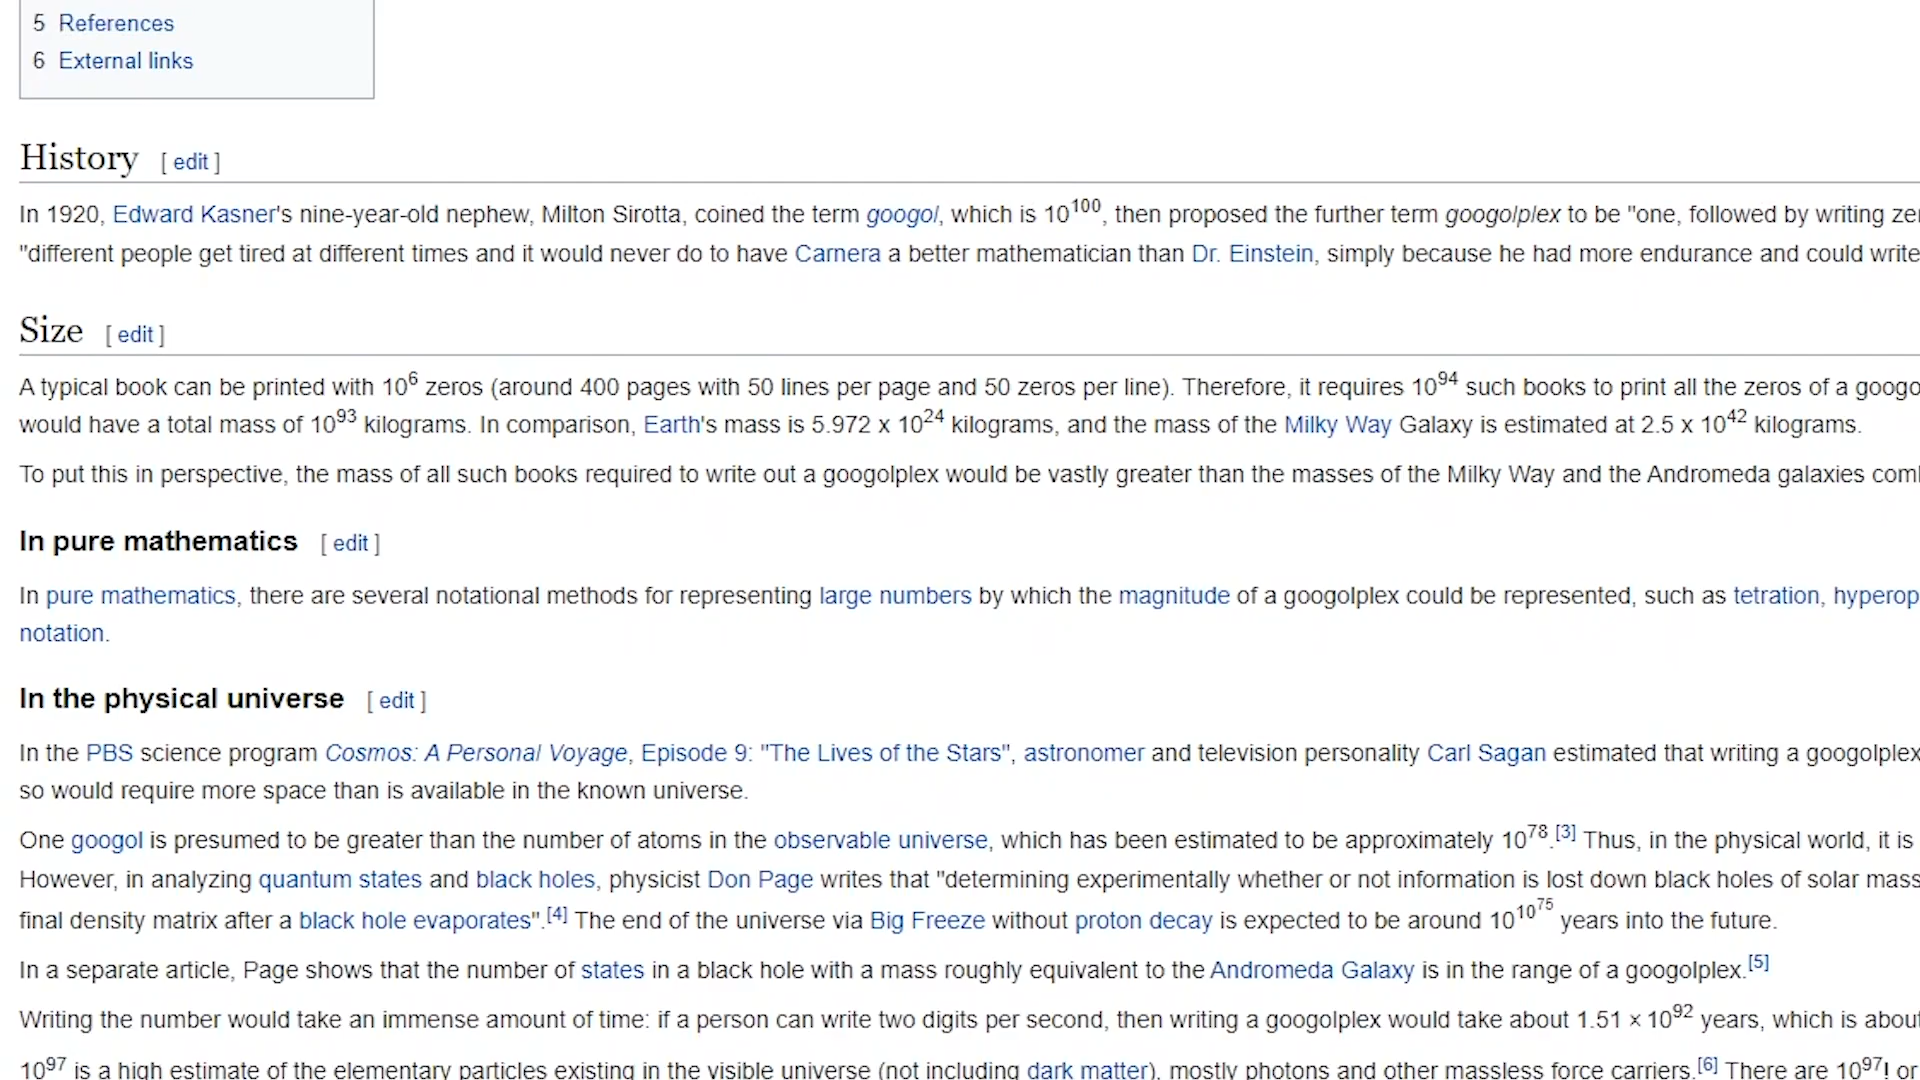 5 References
6 External links
History [ edit ]
In 1920, Edward Kasner's nine-year-old nephew, Milton Sirotta, coined the term googol, which is 10^100, then proposed the further term googolplex to be "one, followed by writing
"different people get tired at different times and it would never do to have Carnera a better mathematician than Dr. Einstein, simply because he had more endurance and could write
Size [ edit ]
A typical book can be printed with 10^6 zeros (around 400 pages with 50 lines per page and 50 zeros per line). Therefore, it requires 10^94 such books to print all the zeros of a
would have a total mass of 10^93 kilograms. In comparison, Earth's mass is 5.972 x 10^24 kilograms, and the mass of the Milky Way Galaxy is estimated at 2.5 x 10^42 kilograms.
To put this in perspective, the mass of all such books required to write out a googolplex would be vastly greater than the masses of the Milky Way and the Andromeda galaxies
In pure mathematics [ edit ]
In pure mathematics, there are several notational methods for representing large numbers by which the magnitude of a googolplex could be represented, such as tetration, hyperop
notation.
In the physical universe [ edit ]
In the PBS science program Cosmos: A Personal Voyage, Episode 9: "The Lives of the Stars", astronomer and television personality Carl Sagan estimated that writing a googolplex
so would require more space than is available in the known universe.
One googol is presumed to be greater than the number of atoms in the observable universe, which has been estimated to be approximately 10^78.[3] Thus, in the physical world, it is
However, in analyzing quantum states and black holes, physicist Don Page writes that "determining experimentally whether or not information is lost down black holes of solar mass
final density matrix after a black hole evaporates".[4] The end of the universe via Big Freeze without proton decay is expected to be around 10^10^75 years into the future.
In a separate article, Page shows that the number of states in a black hole with a mass roughly equivalent to the Andromeda Galaxy is in the range of a googolplex.[5]
Writing the number would take an immense amount of time: if a person can write two digits per second, then writing a googolplex would take about 1.51 × 10^92 years, which is about
10^97 is a high estimate of the elementary particles existing in the visible universe (not including dark matter), mostly photons and other massless force carriers.[6] There are 10^97! or